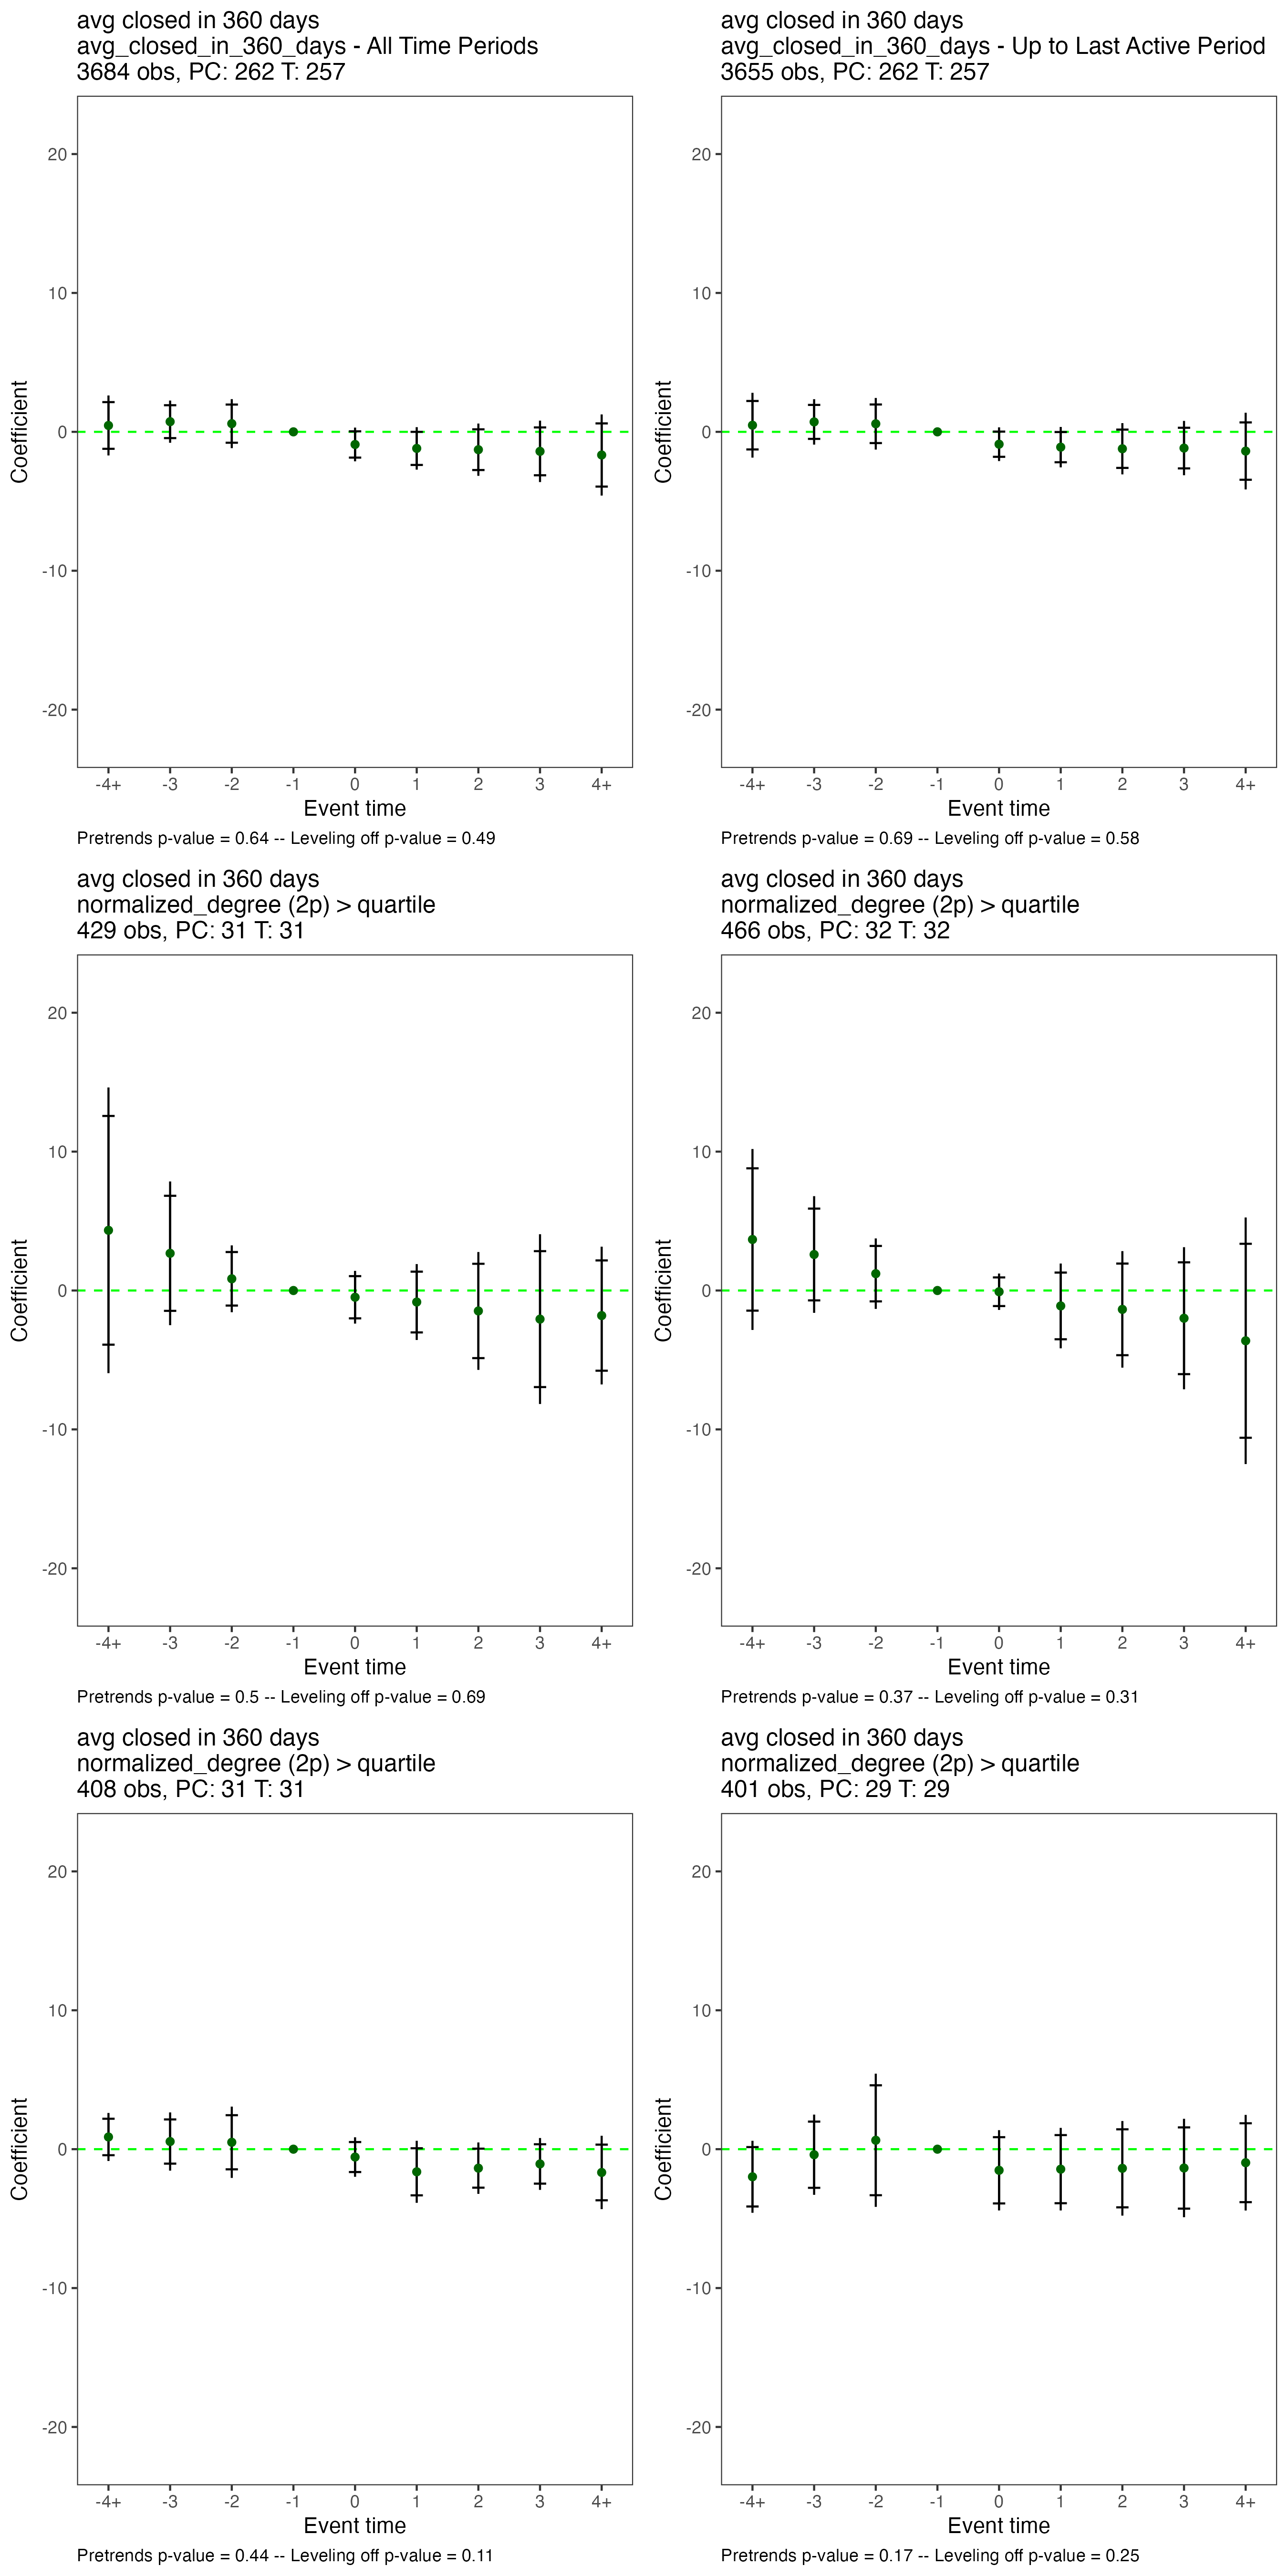 avg closed in 360 days
avg_closed_in_360_days - All Time Periods
3684 obs, PC: 262 T: 257
20
10
0
-10
-20
Coefficient
-4+ -3 -2 -1 0 1 2 3 4+
Event time
Pretrends p-value = 0.64 -- Leveling off p-value = 0.49
avg closed in 360 days
avg_closed_in_360_days - Up to Last Active Period
3655 obs, PC: 262 T: 257
20
10
0
-10
-20
Coefficient
-4+ -3 -2 -1 0 1 2 3 4+
Event time
Pretrends p-value = 0.69 -- Leveling off p-value = 0.58
avg closed in 360 days
normalized_degree (2p) > quartile
429 obs, PC: 31 T: 31
20
10
0
-10
-20
Coefficient
-4+ -3 -2 -1 0 1 2 3 4+
Event time
Pretrends p-value = 0.5 -- Leveling off p-value = 0.69
avg closed in 360 days
normalized_degree (2p) > quartile
466 obs, PC: 32 T: 32
20
10
0
-10
-20
Coefficient
-4+ -3 -2 -1 0 1 2 3 4+
Event time
Pretrends p-value = 0.37 -- Leveling off p-value = 0.31
avg closed in 360 days
normalized_degree (2p) > quartile
408 obs, PC: 31 T: 31
20
10
0
-10
-20
Coefficient
-4+ -3 -2 -1 0 1 2 3 4+
Event time
Pretrends p-value = 0.44 -- Leveling off p-value = 0.11
avg closed in 360 days
normalized_degree (2p) > quartile
401 obs, PC: 29 T: 29
20
10
0
-10
-20
Coefficient
-4+ -3 -2 -1 0 1 2 3 4+
Event time
Pretrends p-value = 0.17 -- Leveling off p-value = 0.25